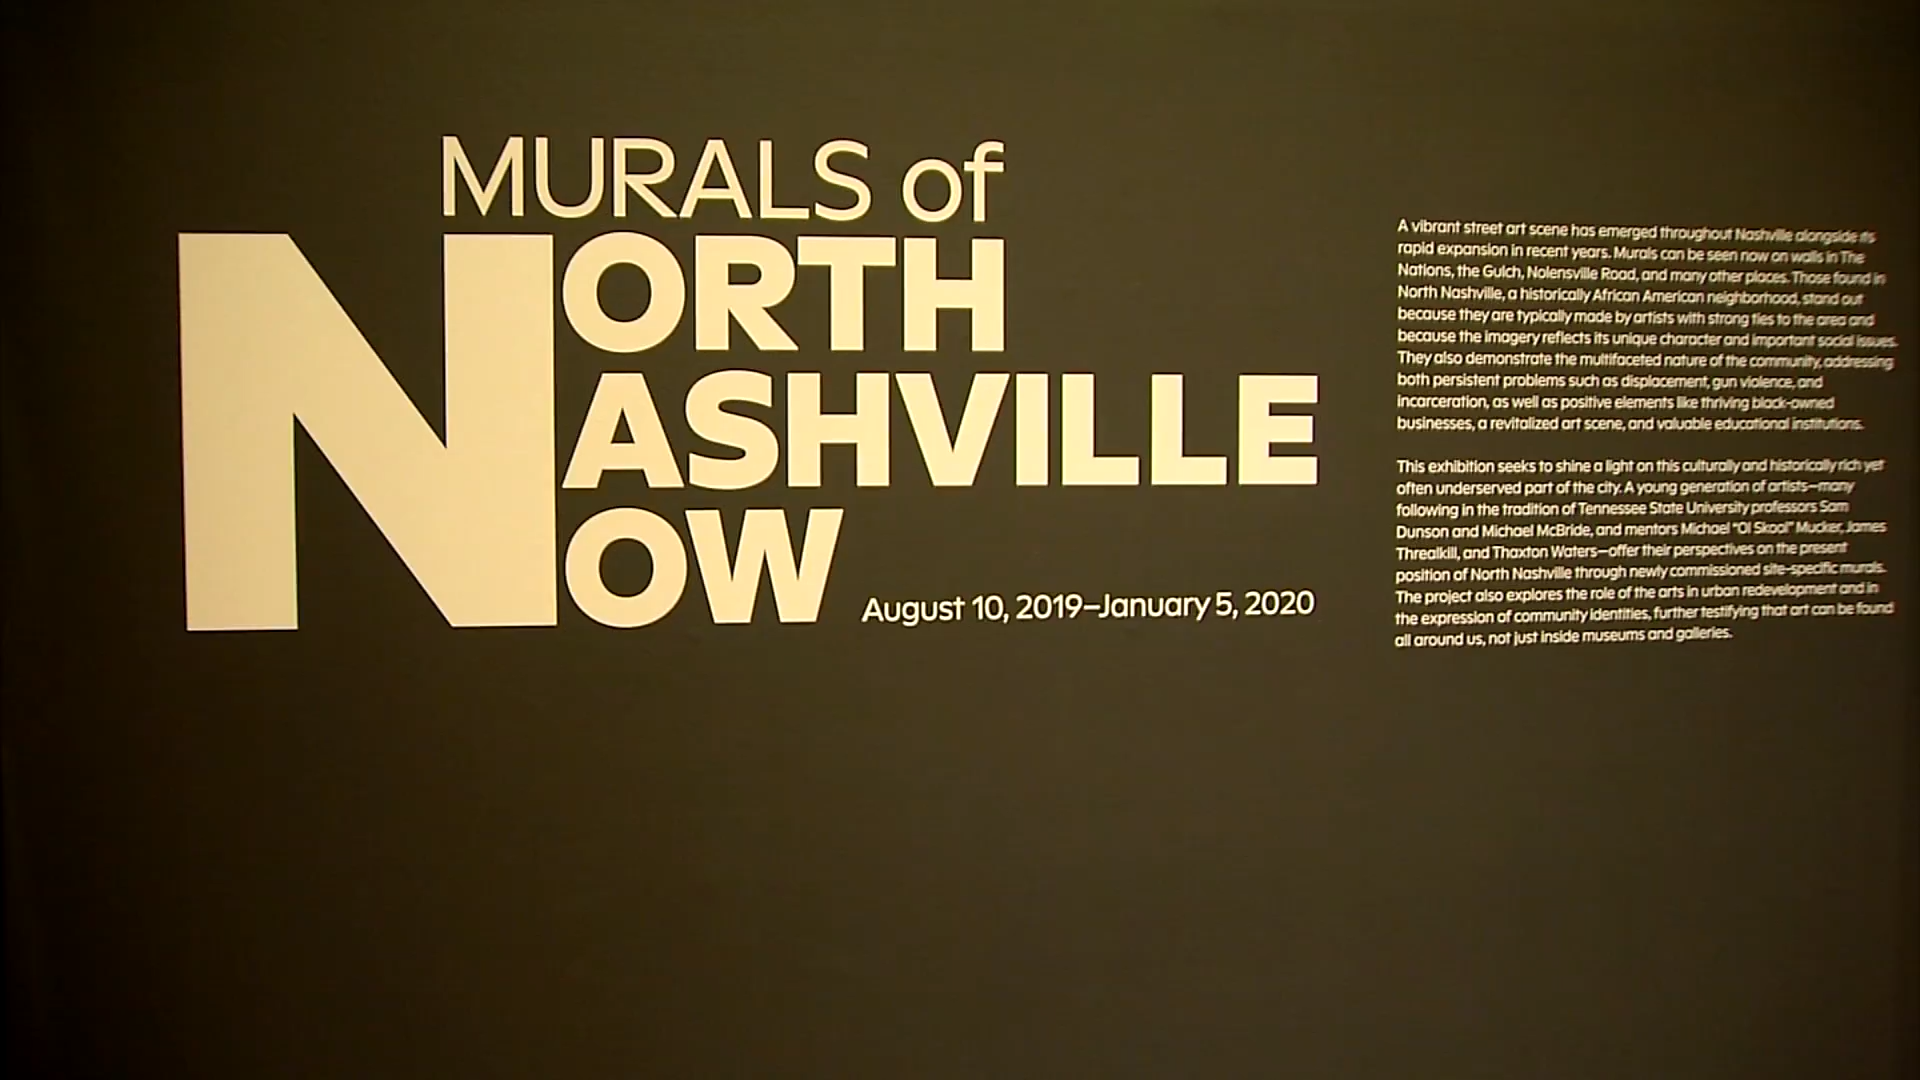 MURALS of
NORTH
NASHVILLE
NOW
August 10, 2019–January 5, 2020
A vibrant street art scene has emerged throughout Nashville alongside its
rapid expansion in recent years. Murals can be seen now on walls in The
Nations, the Gulch, Nolensville Road, and many other places. Those found in
North Nashville, a historically African American neighborhood, stand out
because they are typically made by artists with strong ties to the area and
because the imagery reflects its unique character and important social issues.
They also demonstrate the multifaceted nature of the community, addressing
both persistent problems such as displacement, gun violence, and
incarceration, as well as positive elements like thriving black-owned
businesses, a revitalized art scene, and valuable educational institutions.
This exhibition seeks to shine a light on this culturally and historically rich yet
often underserved part of the city. A young generation of artists—many
following in the tradition of Tennessee State University professors Sam
Dunson and Michael McBride, and mentors Michael "Ol Skool" Mucker, James
Threalkill, and Thaxton Waters—offer their perspectives on the present
position of North Nashville through newly commissioned site-specific murals.
The project also explores the role of the arts in urban redevelopment and in
the expression of community identities, further testifying that art can be found
all around us, not just inside museums and galleries.